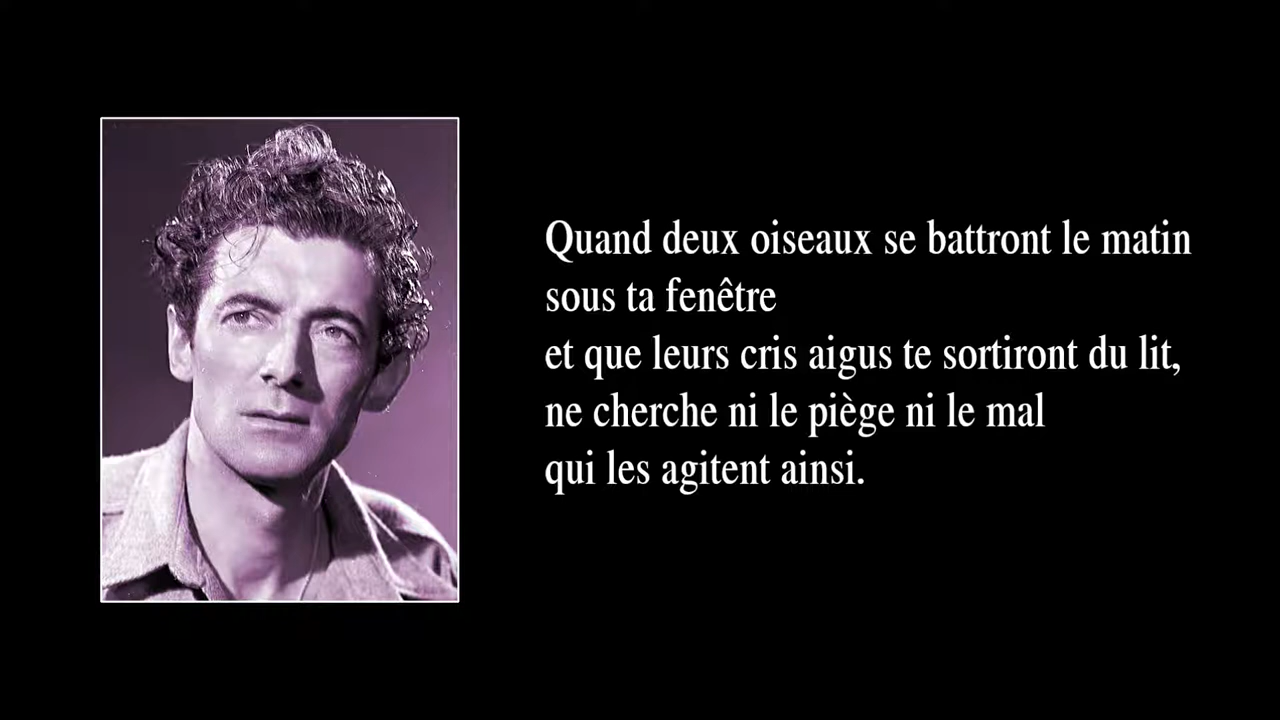 Quand deux oiseaux se battront le matin
sous ta fenêtre
et que leurs cris aigus te sortiront du lit,
ne cherche ni le piège ni le mal
qui les agitent ainsi.